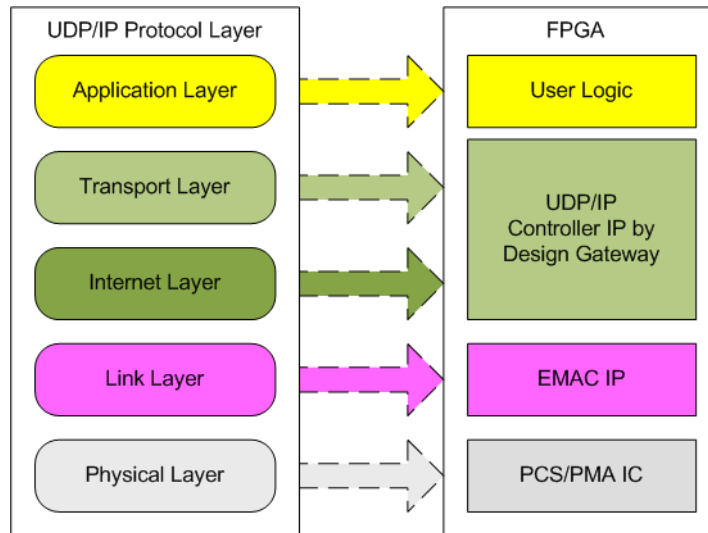 UDP/IP Protocol Layer
Application Layer
Transport Layer
Internet Layer
Link Layer
Physical Layer
FPGA
User Logic
UDP/IP
Controller IP by
Design Gateway
EMAC IP
PCS/PMA IC